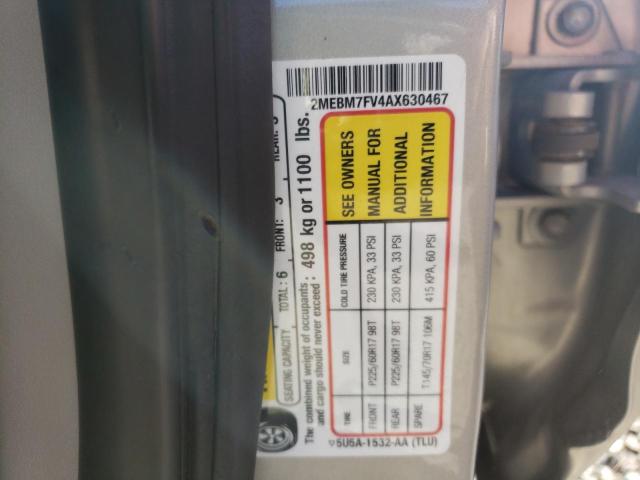 SEATING CAPACITY TOTAL: 6 FRONT: 3 REAR: 3
The combined weight of occupants
and cargo should never exceed: 498 kg or 1100 lbs.
TIRE SIZE COLD TIRE PRESSURE SEE OWNERS
FRONT P225/60R17 98T 230 KPA, 33 PSI MANUAL FOR
REAR P225/60R17 98T 230 KPA, 33 PSI ADDITIONAL
SPARE T145/70R17 106M 415 KPA, 60 PSI INFORMATION
5U5A-1532-AA (TLU)
2MEBM7FV4AX630467